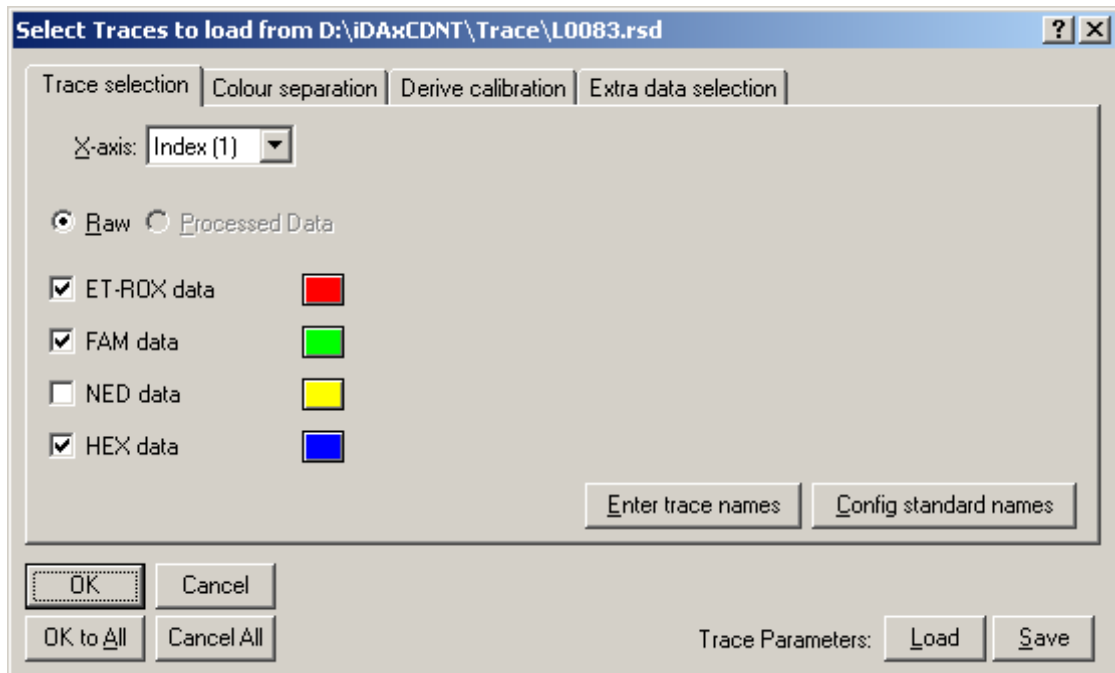 Select Traces to load from D:\iDAxCDNT\Trace\L0083.rsd
Trace selection Colour separation Derive calibration Extra data selection
X-axis: Index (1)
Raw Processed Data
ET-ROX data
FAM data
NED data
HEX data
Enter trace names Config standard names
OK Cancel
OK to All Cancel All Trace Parameters: Load Save